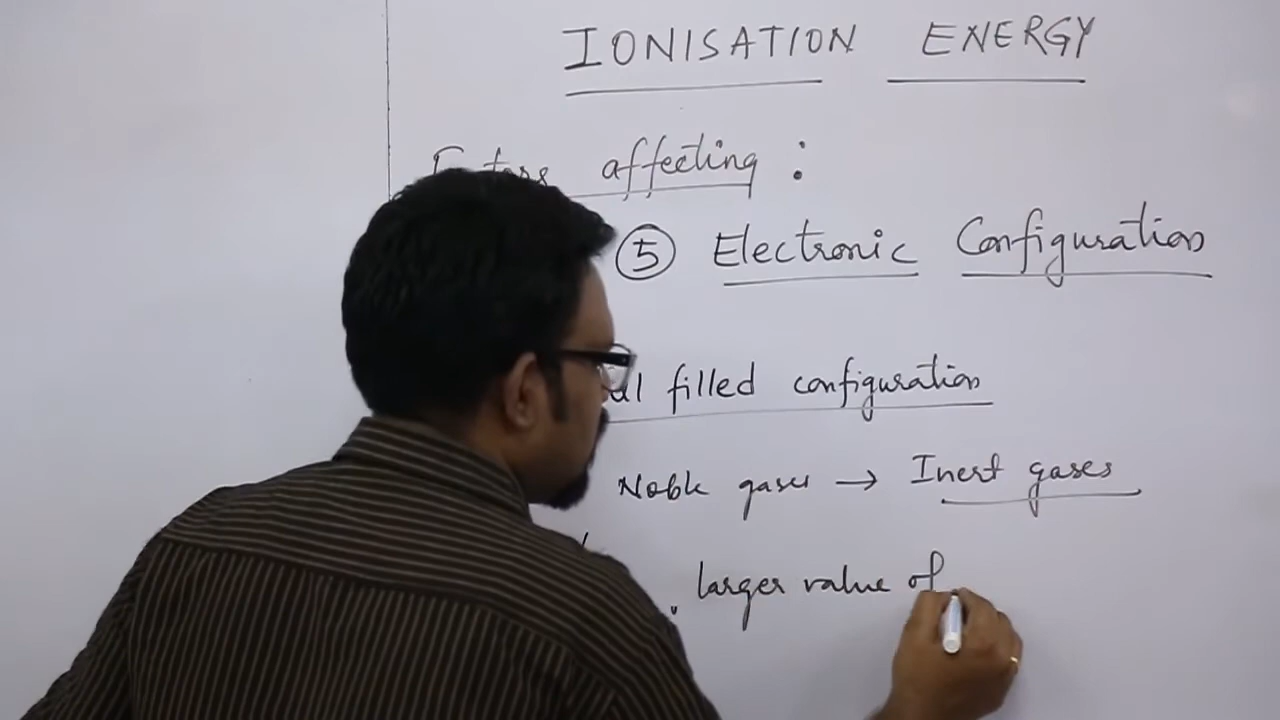 IONISATION ENERGY
affecting :
5 Electronic Configuration
filled configuration
Noble gases → Inert gases
larger value of